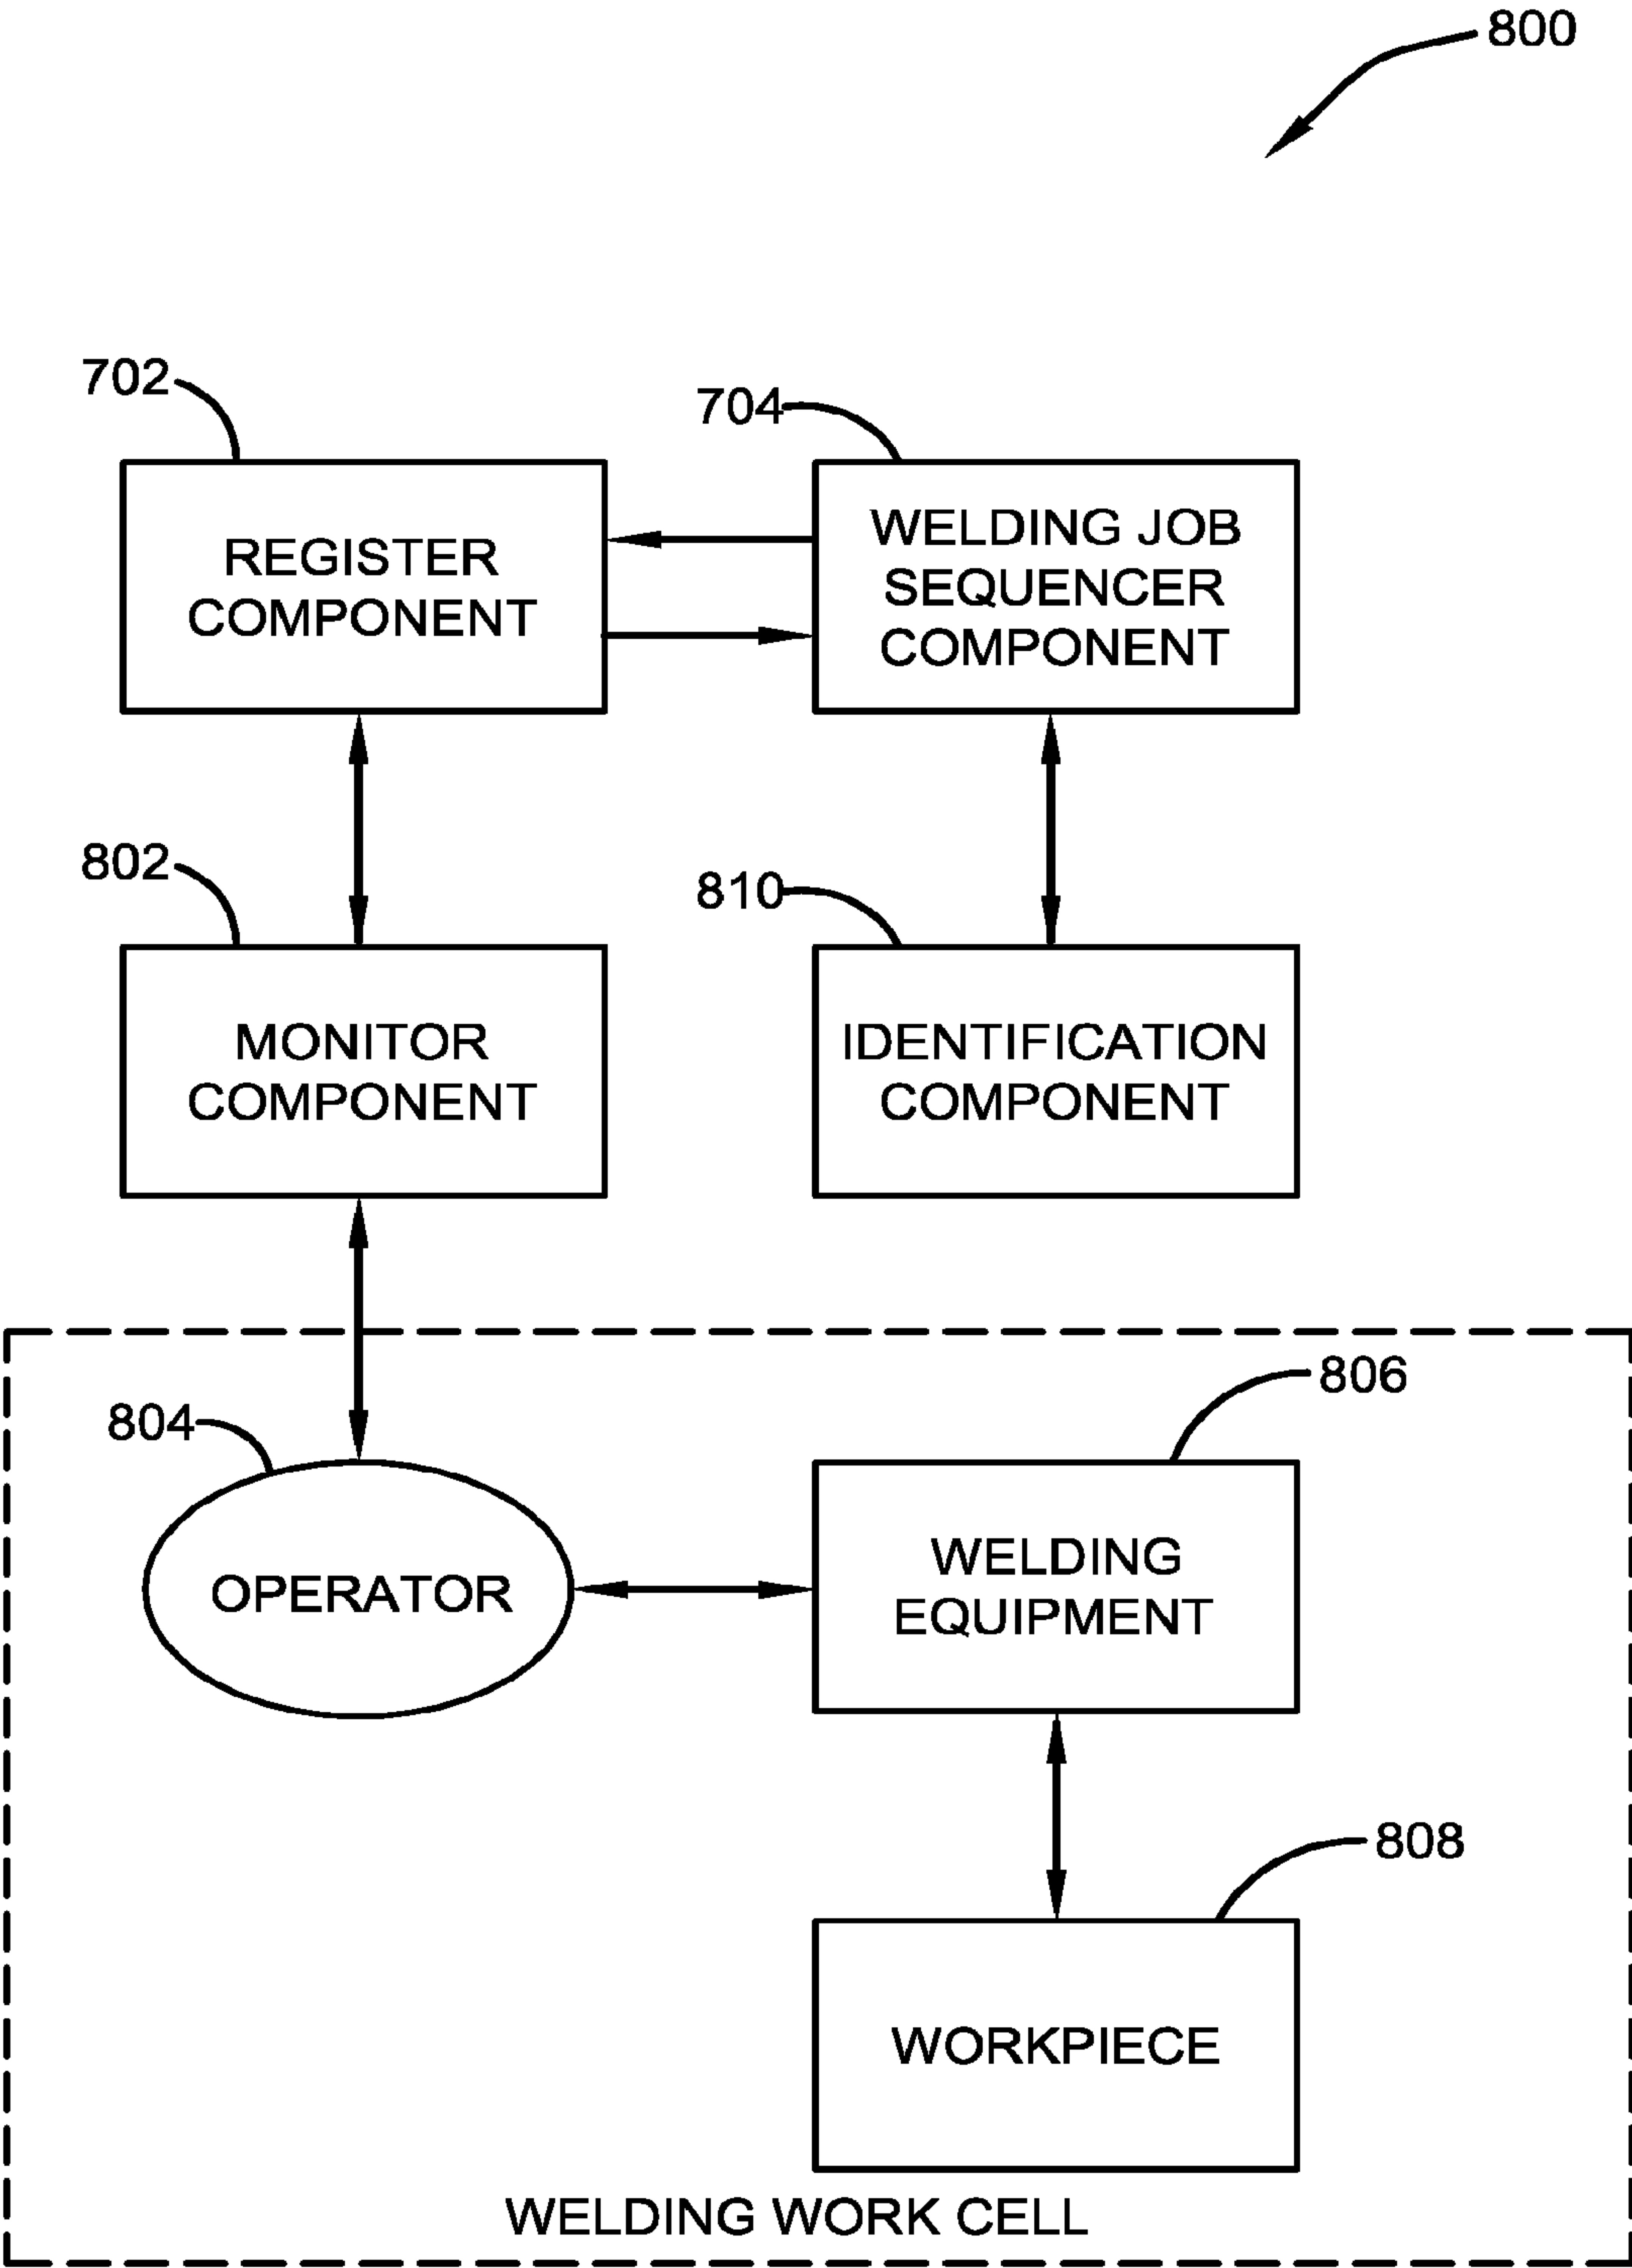 800
702
704
REGISTER
COMPONENT
WELDING JOB
SEQUENCER
COMPONENT
802
810
MONITOR
COMPONENT
IDENTIFICATION
COMPONENT
804
806
OPERATOR
WELDING
EQUIPMENT
808
WORKPIECE
WELDING WORK CELL